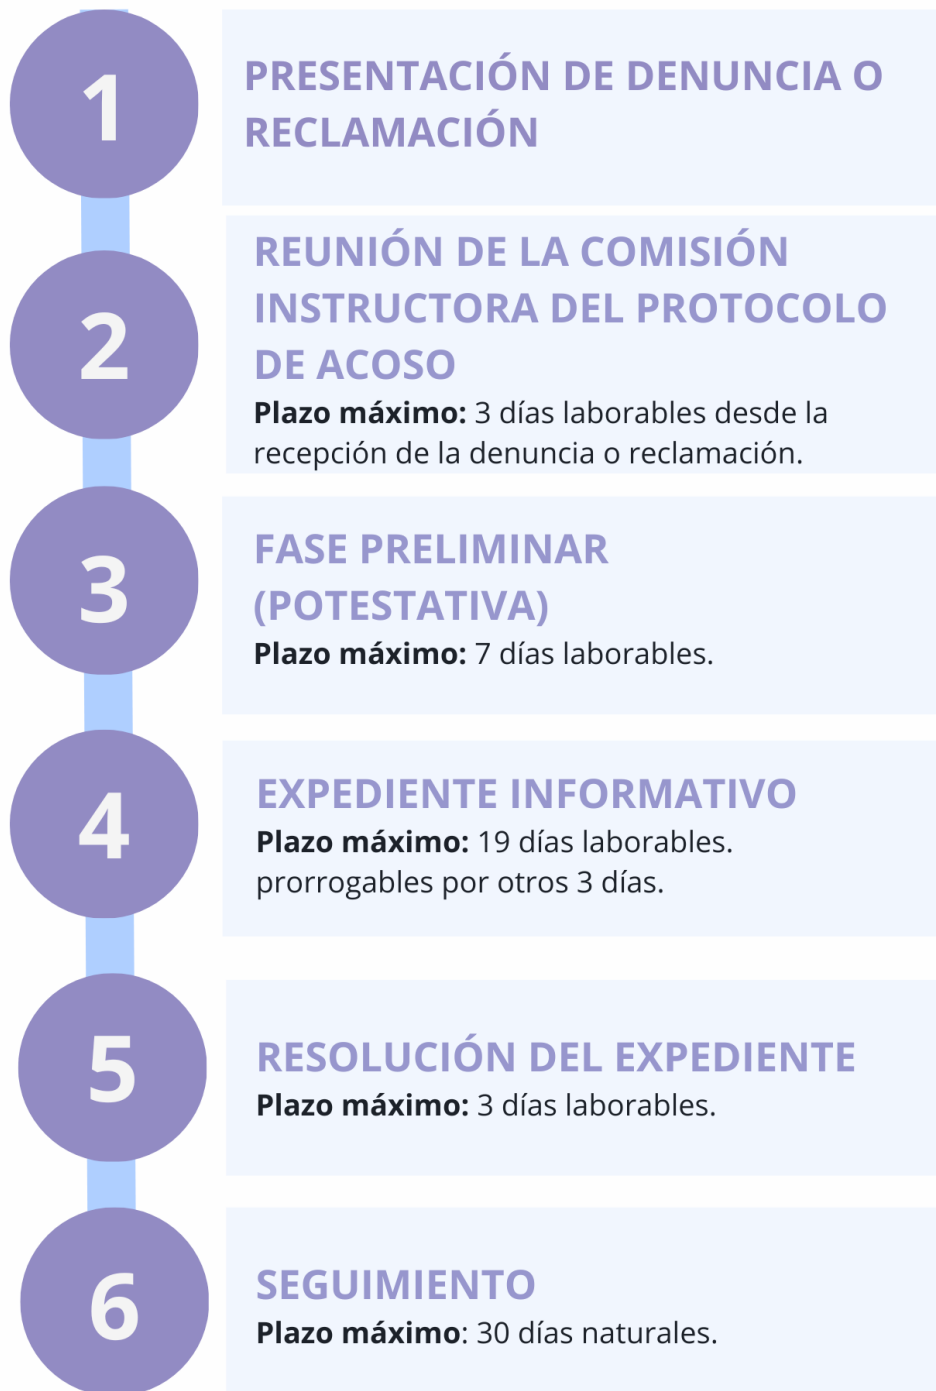 1
PRESENTACIÓN DE DENUNCIA O
RECLAMACIÓN
2
REUNIÓN DE LA COMISIÓN
INSTRUCTORA DEL PROTOCOLO
DE ACOSO
Plazo máximo: 3 días laborables desde la
recepción de la denuncia o reclamación.
3
FASE PRELIMINAR
(POTESTATIVA)
Plazo máximo: 7 días laborables.
4
EXPEDIENTE INFORMATIVO
Plazo máximo: 19 días laborables.
prorrogables por otros 3 días.
5
RESOLUCIÓN DEL EXPEDIENTE
Plazo máximo: 3 días laborables.
6
SEGUIMIENTO
Plazo máximo: 30 días naturales.